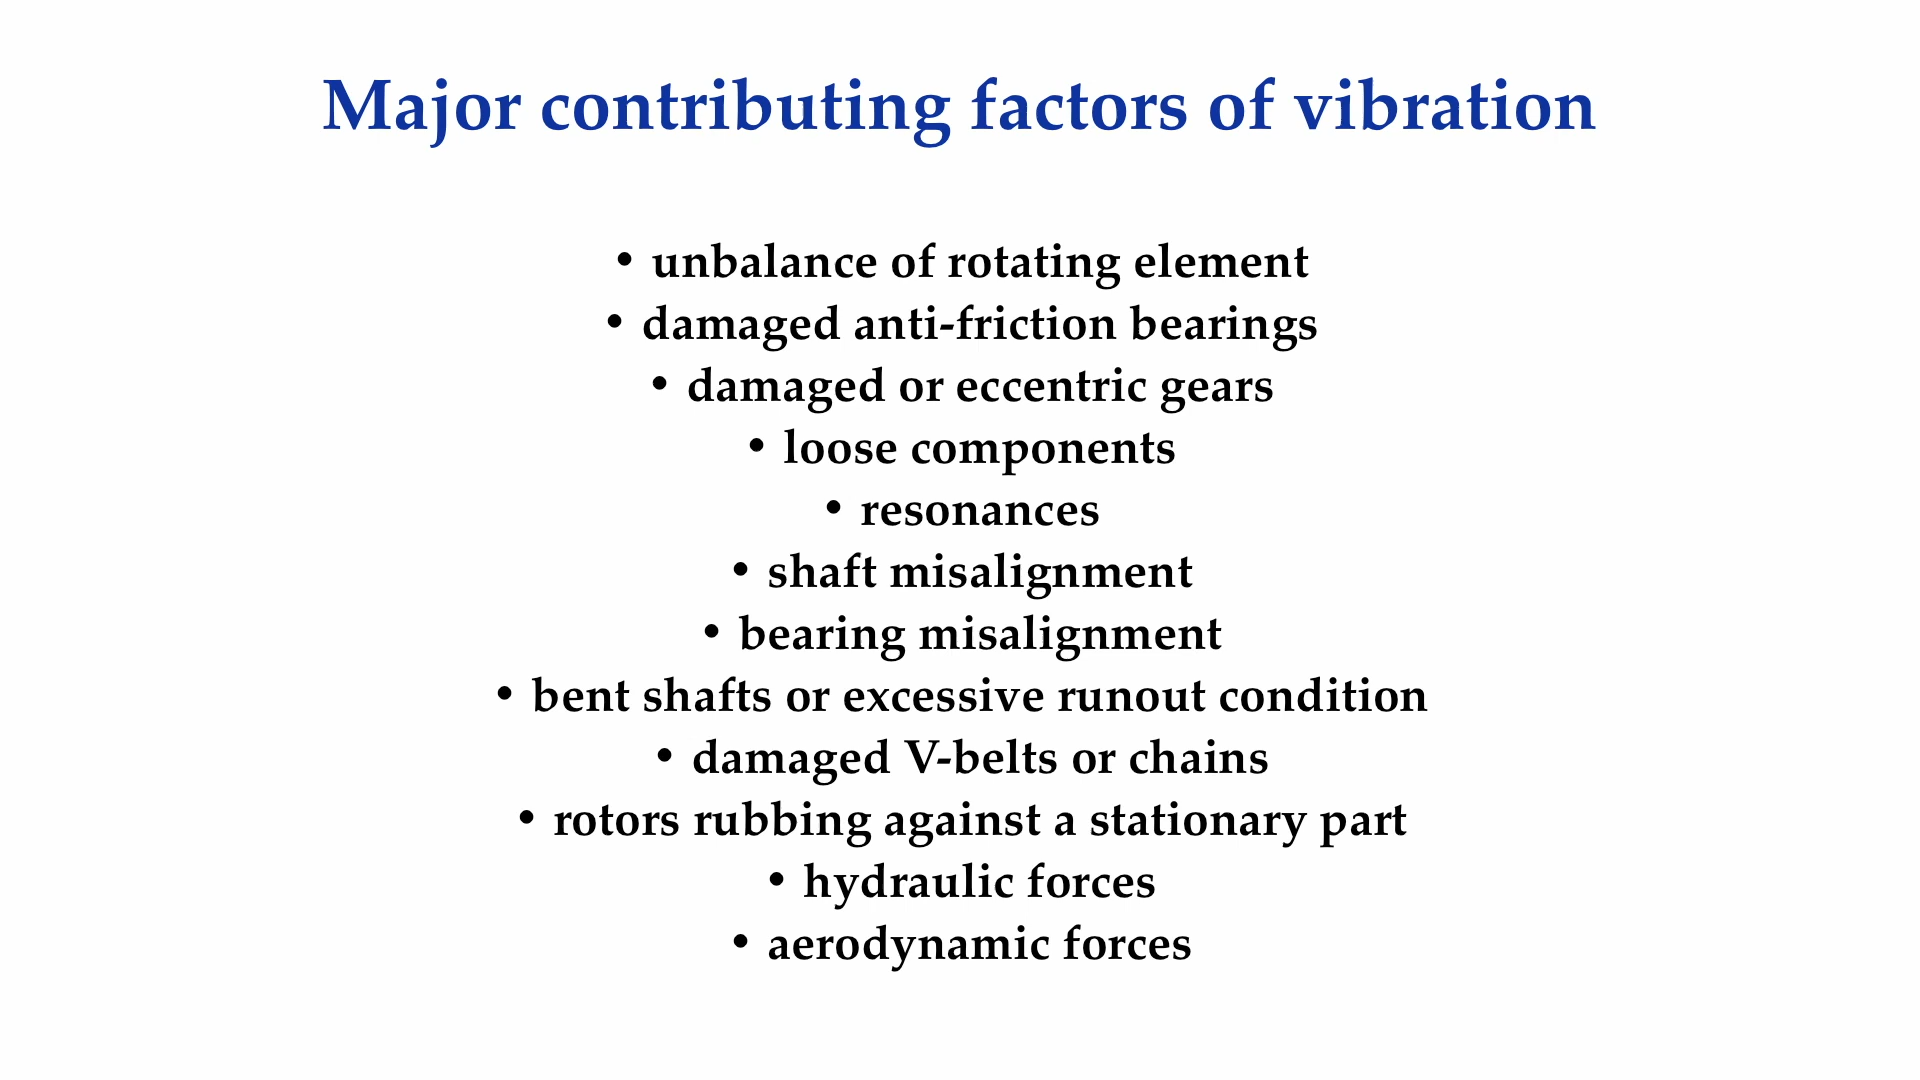 Major contributing factors of vibration
• unbalance of rotating element
• damaged anti-friction bearings
• damaged or eccentric gears
• loose components
• resonances
• shaft misalignment
• bearing misalignment
• bent shafts or excessive runout condition
• damaged V-belts or chains
• rotors rubbing against a stationary part
• hydraulic forces
• aerodynamic forces